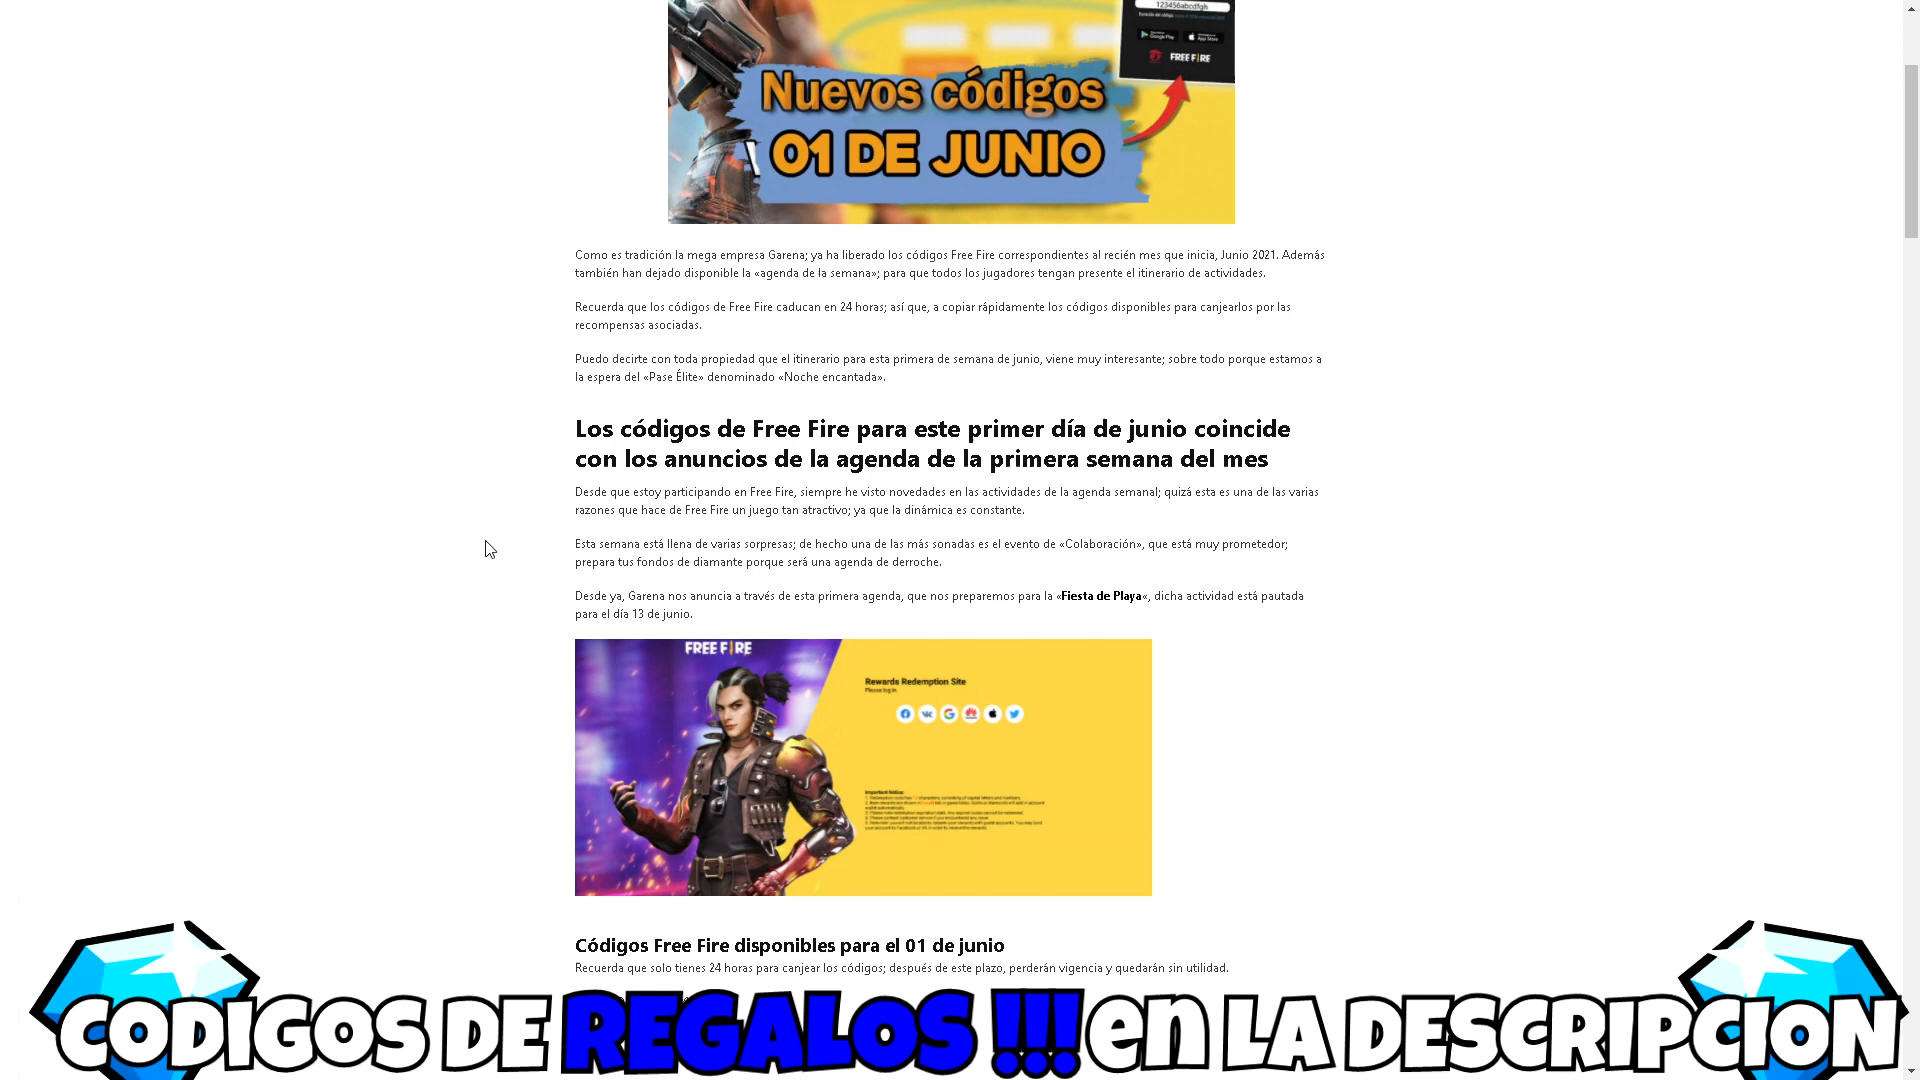 123456abcdfgh
Google Play
App Store
FREE FIRE
Nuevos códigos
01 DE JUNIO
Como es tradición la mega empresa Garena; ya ha liberado los códigos Free Fire correspondientes al recién mes que inicia, Junio 2021. Además
también han dejado disponible la «agenda de la semana»; para que todos los jugadores tengan presente el itinerario de actividades.
Recuerda que los códigos de Free Fire caducan en 24 horas; así que, a copiar rápidamente los códigos disponibles para canjearlos por las
recompensas asociadas.
Puedo decirte con toda propiedad que el itinerario para esta primera de semana de junio, viene muy interesante; sobre todo porque estamos a
la espera del «Pase Élite» denominado «Noche encantada».
Los códigos de Free Fire para este primer día de junio coincide
con los anuncios de la agenda de la primera semana del mes
Desde que estoy participando en Free Fire, siempre he visto novedades en las actividades de la agenda semanal; quizá esta es una de las varias
razones que hace de Free Fire un juego tan atractivo; ya que la dinámica es constante.
Esta semana está llena de varias sorpresas; de hecho una de las más sonadas es el evento de «Colaboración», que está muy prometedor;
prepara tus fondos de diamante porque será una agenda de derroche.
Desde ya, Garena nos anuncia a través de esta primera agenda, que nos preparemos para la «Fiesta de Playa«, dicha actividad está pautada
para el día 13 de junio.
FREE FIRE
Rewards Redemption Site
Please log in.
Important Notice:
Códigos Free Fire disponibles para el 01 de junio
Recuerda que solo tienes 24 horas para canjear los códigos; después de este plazo, perderán vigencia y quedarán sin utilidad.
CODIGOS DE REGALOS !!! en LA DESCRIPCION